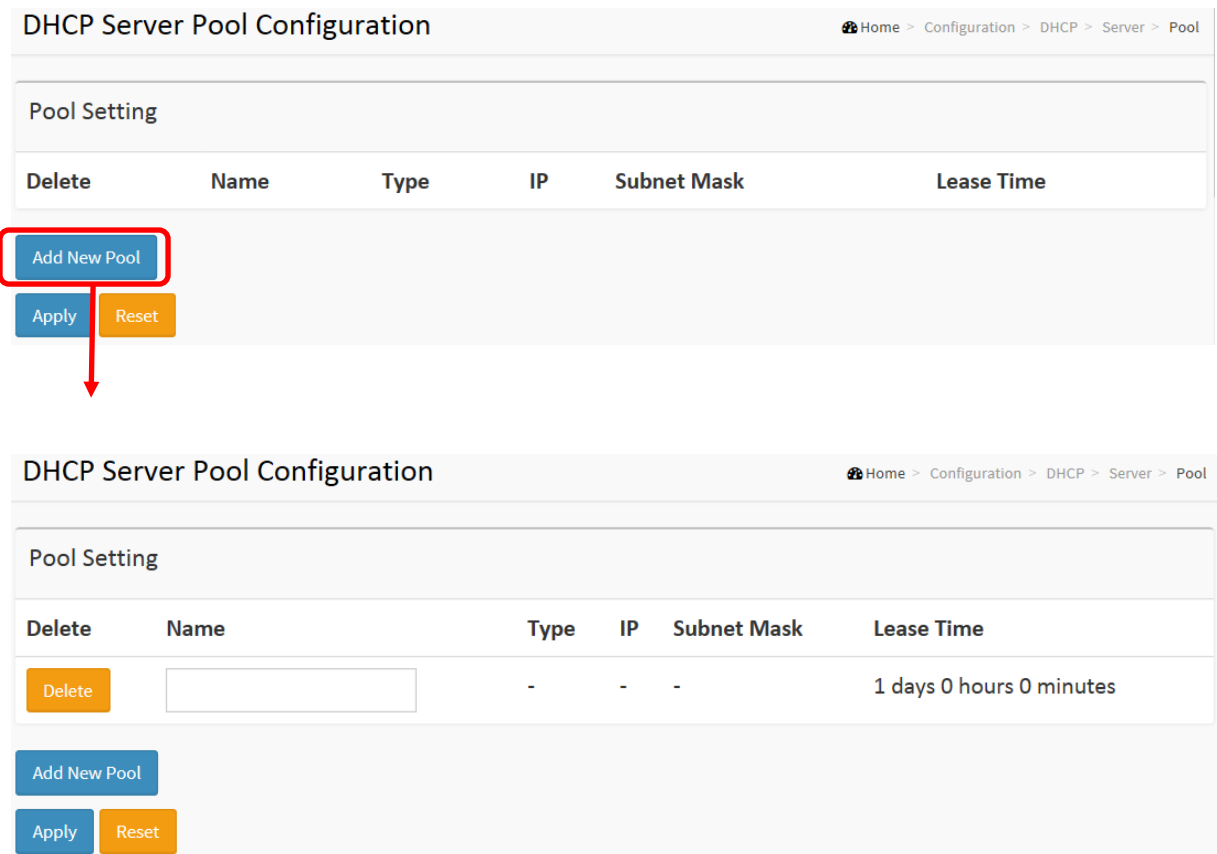 DHCP Server Pool Configuration
Home > Configuration > DHCP > Server > Pool
Pool Setting
Delete Name Type IP Subnet Mask Lease Time
Add New Pool
Apply Reset
DHCP Server Pool Configuration
Home > Configuration > DHCP > Server > Pool
Pool Setting
Delete Name Type IP Subnet Mask Lease Time
Delete - - - 1 days 0 hours 0 minutes
Add New Pool
Apply Reset